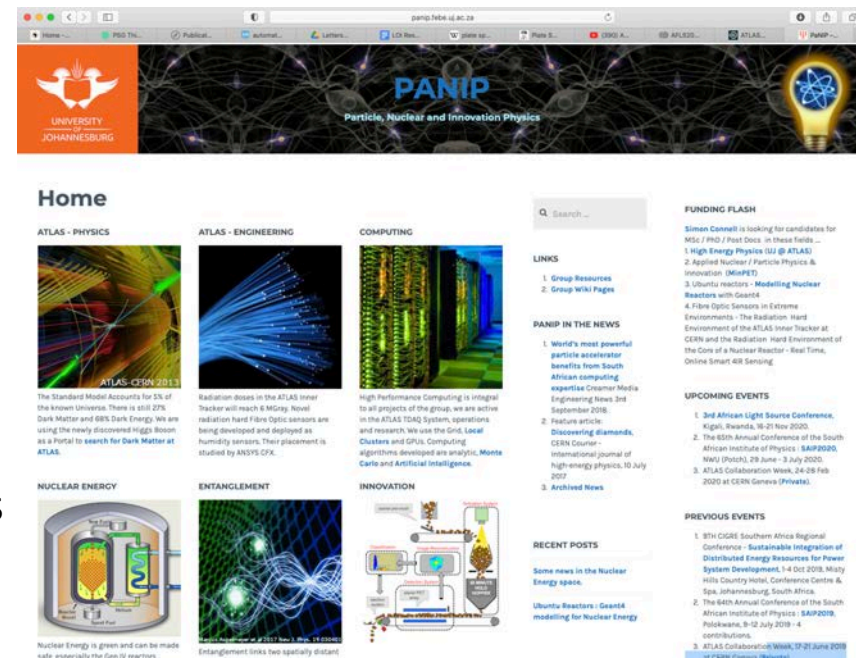 panip.febe.uj.ac.za
Home -...
PSG Thi...
Publicat...
automat...
Letters...
LOI Res...
plate sp...
Plate S...
(390) A...
AFLS20...
ATLAS...
PaNIP -...
UNIVERSITY
OF
JOHANNESBURG
PANIP
Particle, Nuclear and Innovation Physics
Home
ATLAS - PHYSICS
ATLAS-CERN 2013
The Standard Model Accounts for 5% of
the known Universe. There is still 27%
Dark Matter and 68% Dark Energy. We are
using the newly discovered Higgs Boson
as a Portal to search for Dark Matter at
ATLAS.
ATLAS - ENGINEERING
Radiation doses in the ATLAS Inner
Tracker will reach 6 MGray. Novel
radiation hard Fibre Optic sensors are
being developed and deployed as
humidity sensors. Their placement is
studied by ANSYS CFX.
COMPUTING
High Performance Computing is integral
to all projects of the group, we are active
in the ATLAS TDAQ System, operations
and research. We use the Grid, Local
Clusters and GPUs. Computing
algorithms developed are analytic, Monte
Carlo and Artificial Intelligence.
NUCLEAR ENERGY
Nuclear Energy is green and can be made
safe, especially the Gen IV reactors
ENTANGLEMENT
Entanglement links two spatially distant
INNOVATION
Search ...
LINKS
1. Group Resources
2. Group Wiki Pages
PANIP IN THE NEWS
1. World's most powerful
particle accelerator
benefits from South
African computing
expertise Creamer Media
Engineering News 3rd
September 2018.
2. Feature article:
Discovering diamonds,
CERN Courier -
International journal of
high-energy physics, 10 July
2017
3. Archived News
RECENT POSTS
Some news in the Nuclear
Energy space.
Ubuntu Reactors : Geant4
modelling for Nuclear Energy
FUNDING FLASH
Simon Connell is looking for candidates for
MSc / PHD / Post Docs in these fields ...
1. High Energy Physics (UJ @ ATLAS)
2. Applied Nuclear / Particle Physics &
Innovation (MinPET)
3. Ubuntu reactors - Modelling Nuclear
Reactors with Geant4
4. Fibre Optic Sensors in Extreme
Environments - The Radiation Hard
Environment of the ATLAS Inner Tracker at
CERN and the Radiation Hard Environment of
the Core of a Nuclear Reactor - Real Time,
Online Smart 4IR Sensing
UPCOMING EVENTS
1. 3rd African Light Source Conference,
Kigali, Rwanda, 16-21 Nov 2020.
2. The 65th Annual Conference of the South
African Institute of Physics : SAIP2020,
NWU (Potch), 29 June - 3 July 2020.
3. ATLAS Collaboration Week, 24-28 Feb
2020 at CERN Geneva (Private).
PREVIOUS EVENTS
1. 9TH CIGRE Southern Africa Regional
Conference - Sustainable Integration of
Distributed Energy Resources for Power
System Development, 1-4 Oct 2019, Misty
Hills Country Hotel, Conference Centre &
Spa, Johannesburg, South Africa.
2. The 64th Annual Conference of the South
African Institute of Physics : SAIP2019,
Polokwane, 9-12 July 2019 - 4
contributions.
3. ATLAS Collaboration Week, 17-21 June 2019
at CERN Geneva (Private)